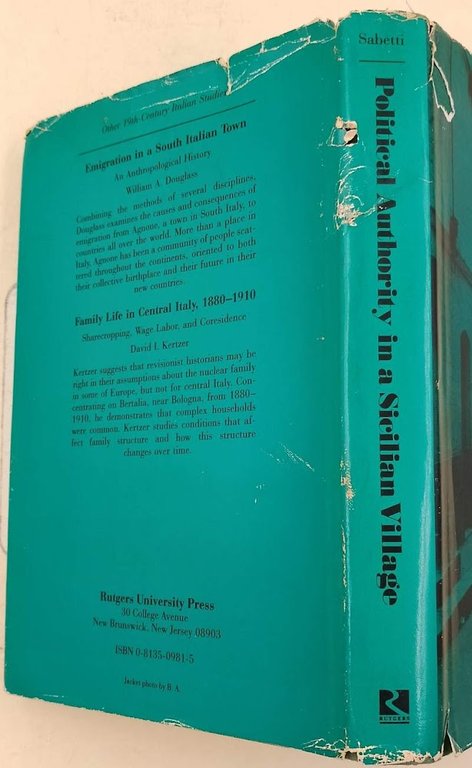 Other 19th-Century Italian Studies
Emigration in a South Italian Town
An Anthropological History
William A. Douglass
Combining the methods of several disciplines,
Douglass examines the causes and consequences of
emigration from Agnone, a town in South Italy, to
countries all over the world. More than a place in
Italy, Agnone has been a community of people scat-
tered throughout the continents, oriented to both
their collective birthplace and their future in their
new countries.
Family Life in Central Italy, 1880–1910
Sharecropping, Wage Labor, and Coresidence
David I. Kertzer
Kertzer suggests that revisionist historians may be
right in their assumptions about the nuclear family
in some of Europe, but not for central Italy. Con-
centrating on Bertalia, near Bologna, from 1880–
1910, he demonstrates that complex households
were common. Kertzer studies conditions that af-
fect family structure and how this structure
changes over time.
Rutgers University Press
30 College Avenue
New Brunswick, New Jersey 08903
ISBN 0-8135-0981-5
Jacket photo by B. A.
Sabetti
Political Authority in a Sicilian Village
R
RUTGERS